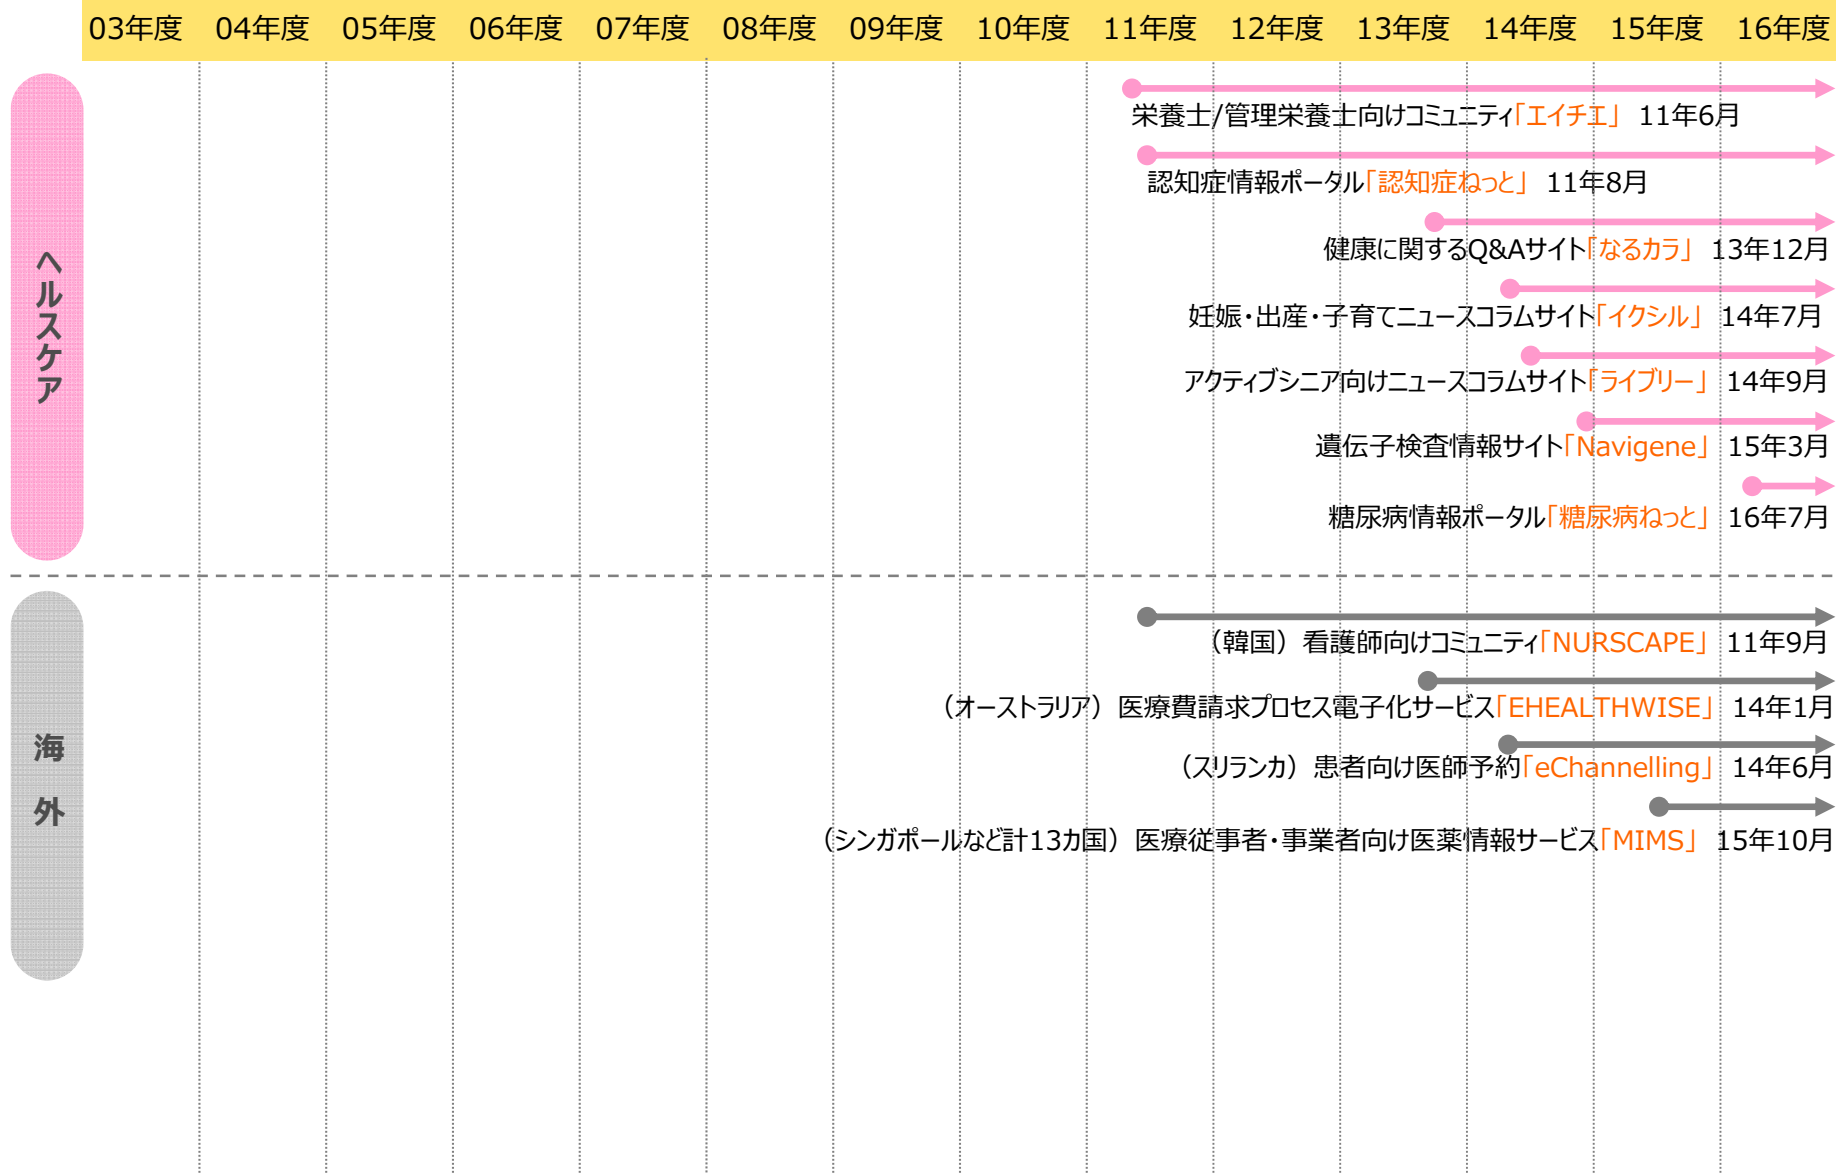 03年度 04年度 05年度 06年度 07年度 08年度 09年度 10年度 11年度 12年度 13年度 14年度 15年度 16年度
ヘルスケア
栄養士/管理栄養士向けコミュニティ「エイチエ」 11年6月
認知症情報ポータル「認知症ねっと」 11年8月
健康に関するQ&Aサイト「なるカラ」 13年12月
妊娠・出産・子育てニュースコラムサイト「イクシル」 14年7月
アクティブシニア向けニュースコラムサイト「ライブリー」 14年9月
遺伝子検査情報サイト「Navigene」 15年3月
糖尿病情報ポータル「糖尿病ねっと」 16年7月
海外
（韓国）看護師向けコミュニティ「NURSCAPE」 11年9月
（オーストラリア）医療費請求プロセス電子化サービス「EHEALTHWISE」 14年1月
（スリランカ）患者向け医師予約「eChannelling」 14年6月
（シンガポールなど計13カ国）医療従事者・事業者向け医薬情報サービス「MIMS」 15年10月